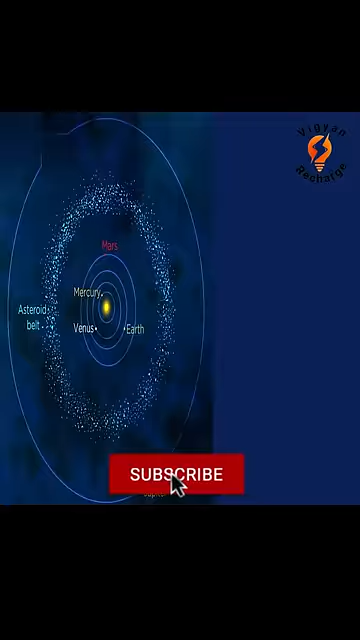 Vigyan
Recharge
Mars
Mercury
Asteroid
belt
Venus
Earth
SUBSCRIBE